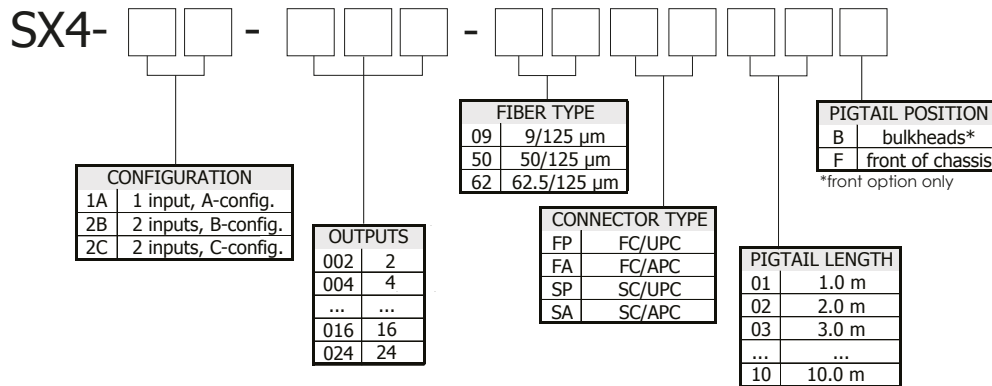 SX4- - -
FIBER TYPE
09 9/125 µm
50 50/125 µm
62 62.5/125 µm
PIGTAIL POSITION
B bulkheads*
F front of chassis
*front option only
CONFIGURATION
1A 1 input, A-config.
2B 2 inputs, B-config.
2C 2 inputs, C-config.
OUTPUTS
002 2
004 4
... ...
016 16
024 24
CONNECTOR TYPE
FP FC/UPC
FA FC/APC
SP SC/UPC
SA SC/APC
PIGTAIL LENGTH
01 1.0 m
02 2.0 m
03 3.0 m
... ...
10 10.0 m